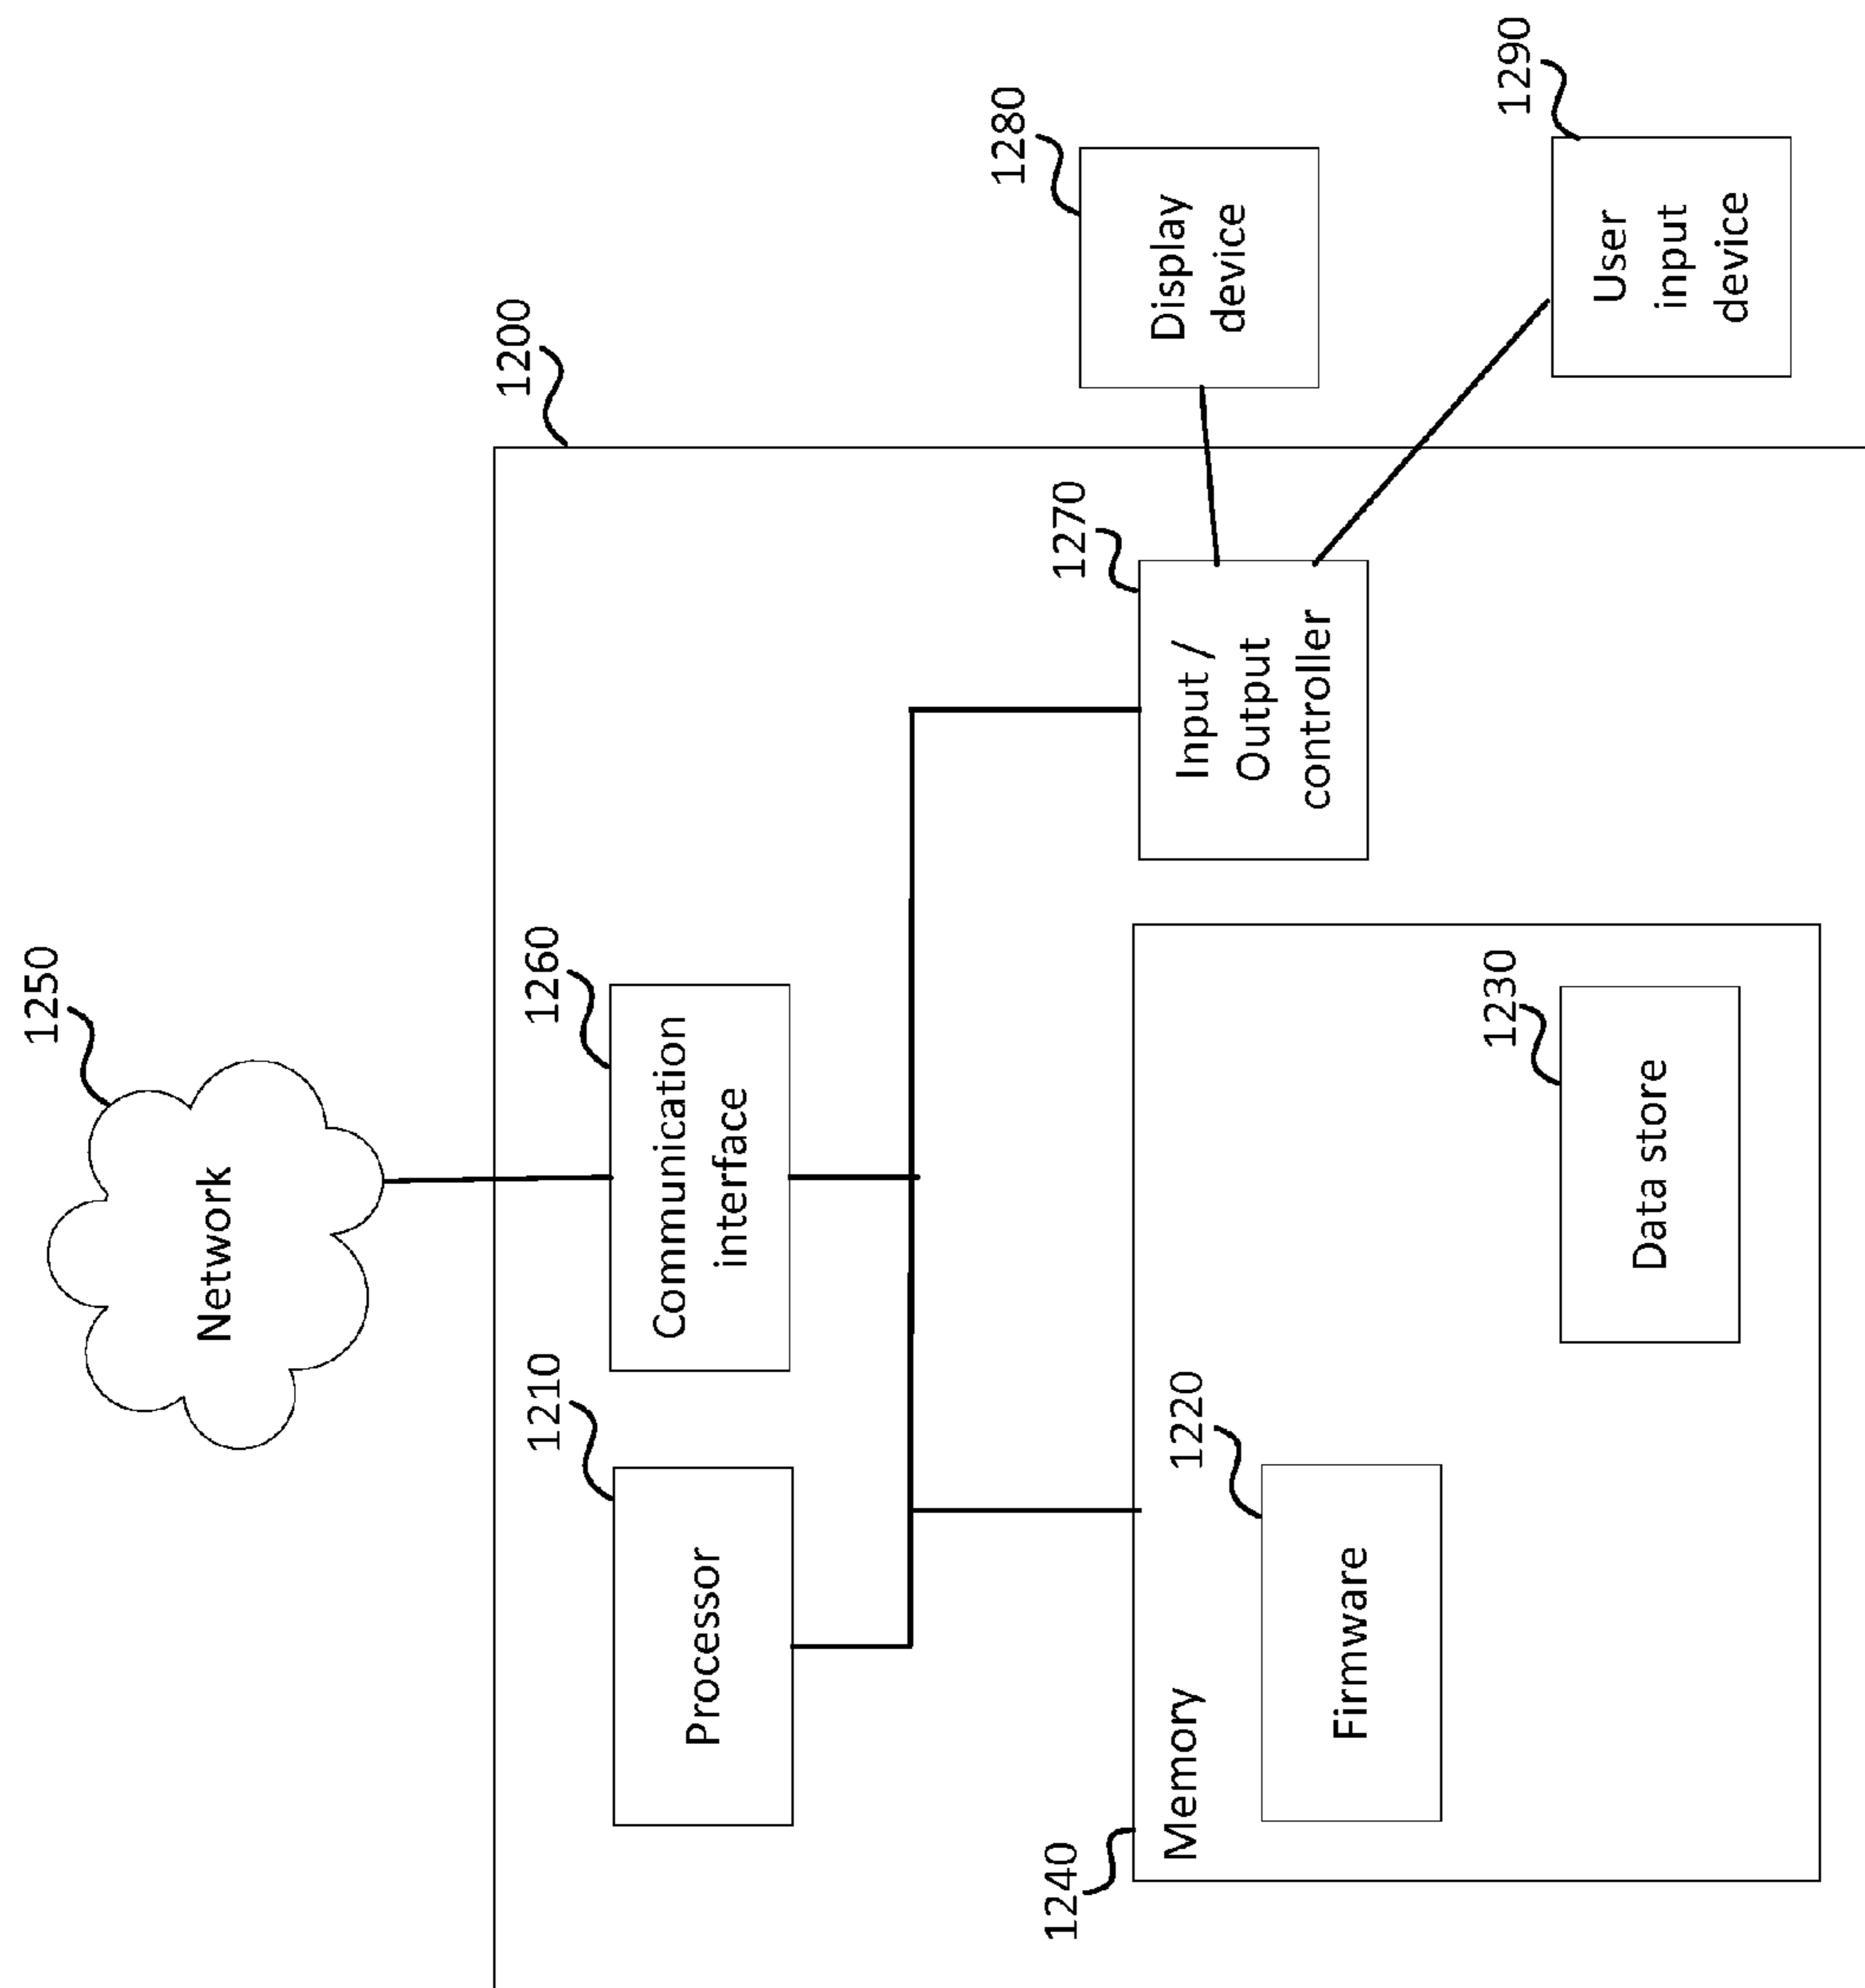 1250
Network
1200
1210
Processor
1260
Communication
interface
1270
Input /
Output
controller
1280
Display
device
1290
User
input
device
1240
Memory
1220
Firmware
1230
Data store